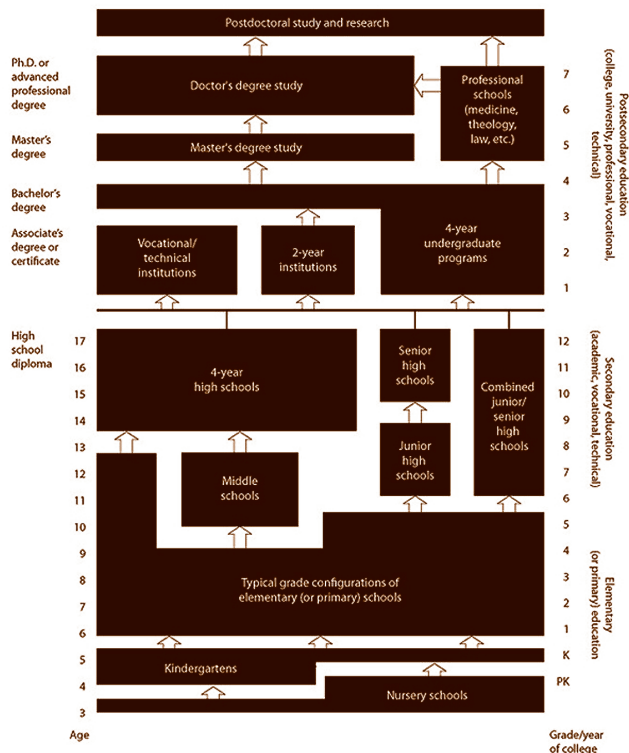 Postdoctoral study and research
Ph.D. or
advanced
professional
degree
Doctor's degree study
Professional
schools
(medicine,
theology,
law, etc.)
7
6
5
Master's
degree
Master's degree study
4
Bachelor's
degree
3
4-year
undergraduate
programs
Associate's
degree or
certificate
Vocational/
technical
institutions
2-year
institutions
2
1
Postsecondary education
(college, university, professional, vocational,
technical)
High
school
diploma
17
16
15
14
13
12
11
10
9
8
7
6
5
4
3
4-year
high schools
Senior
high
schools
Combined
junior/
senior
high
schools
Junior
high
schools
Middle
schools
12
11
10
9
8
7
6
5
4
3
2
1
K
PK
Secondary education
(academic, vocational, technical)
Typical grade configurations of
elementary (or primary) schools
Elementary
(or primary) education
Kindergartens
Nursery schools
Age
Grade/year
of college